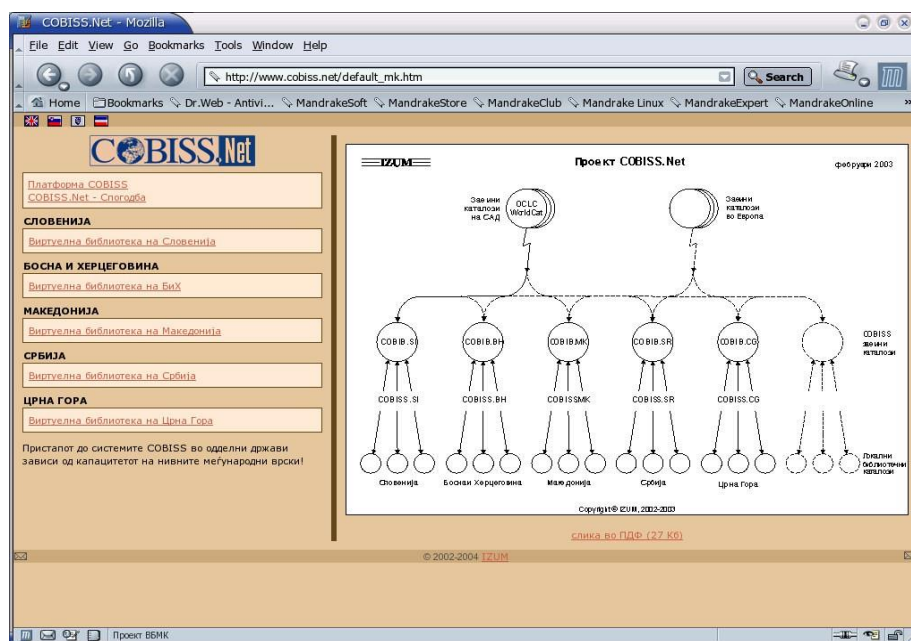 COBISS.Net - Mozilla
File Edit View Go Bookmarks Tools Window Help
http://www.cobiss.net/default_mk.htm
Search
Home Bookmarks Dr.Web - Antivi... MandrakeSoft MandrakeStore MandrakeClub Mandrake Linux MandrakeExpert MandrakeOnline »
COBISS.Net
Платформа COBISS
COBISS.Net - Спогодба
СЛОВЕНИЈА
Виртуелна библиотека на Словенија
БОСНА И ХЕРЦЕГОВИНА
Виртуелна библиотека на БиХ
МАКЕДОНИЈА
Виртуелна библиотека на Македонија
СРБИЈА
Виртуелна библиотека на Србија
ЦРНА ГОРА
Виртуелна библиотека на Црна Гора
Пристапот до системите COBISS во одделни држави
зависи од капацитетот на нивните меѓународни врски!
IZUM
Проект COBISS.Net
фебруари 2003
Заемни
каталози
на САД
OCLC
WorldCat
Заемни
каталози
во Европа
COBIB.SI COBIB.BH COBIB.MK COBIB.SR COBIB.CG
COBISS
заемни
каталози
COBISS.SI COBISS.BH COBISS.MK COBISS.SR COBISS.CG
Локални
библиотечни
каталози
Словенија Босна и Херцеговина Македонија Србија Црна Гора
Copyright © IZUM, 2002-2003
слика во ПДФ (27 Кб)
© 2002-2004 IZUM
Проект ВБМК